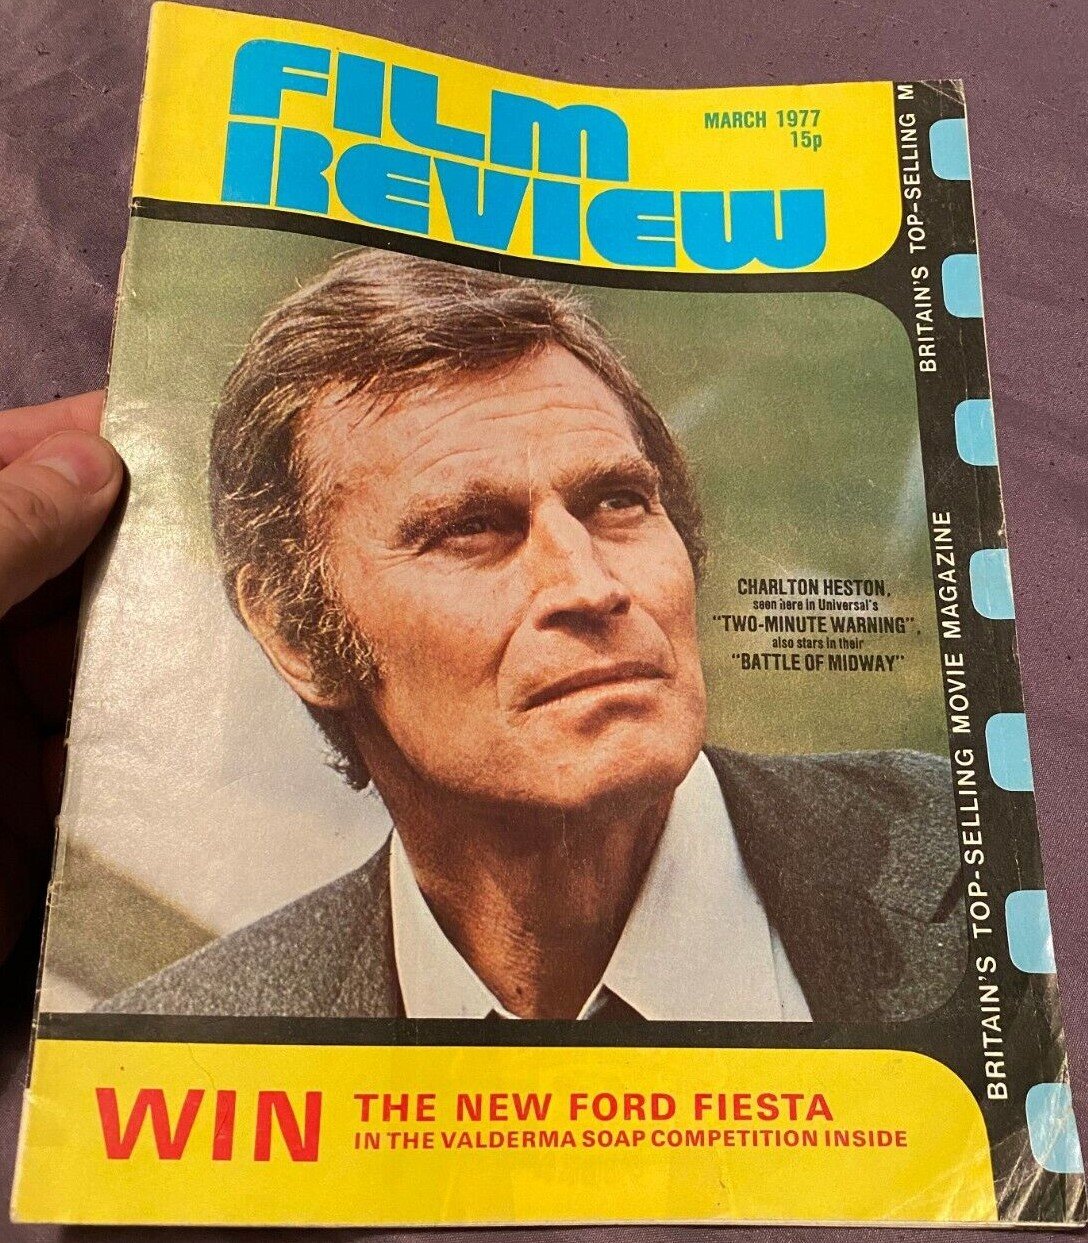 FILM
REVIEW
MARCH 1977
15p
BRITAIN'S TOP-SELLING MOVIE MAGAZINE
BRITAIN'S TOP-SELLING M
CHARLTON HESTON,
seen here in Universal's
"TWO-MINUTE WARNING",
also stars in their
"BATTLE OF MIDWAY"
WIN
THE NEW FORD FIESTA
IN THE VALDERMA SOAP COMPETITION INSIDE